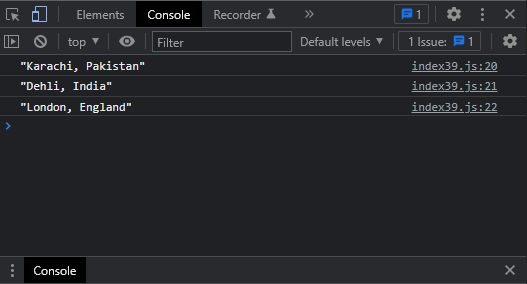 Elements Console Recorder 1
top Filter Default levels 1 Issue: 1
"Karachi, Pakistan" index39.js:20
"Dehli, India" index39.js:21
"London, England" index39.js:22
Console